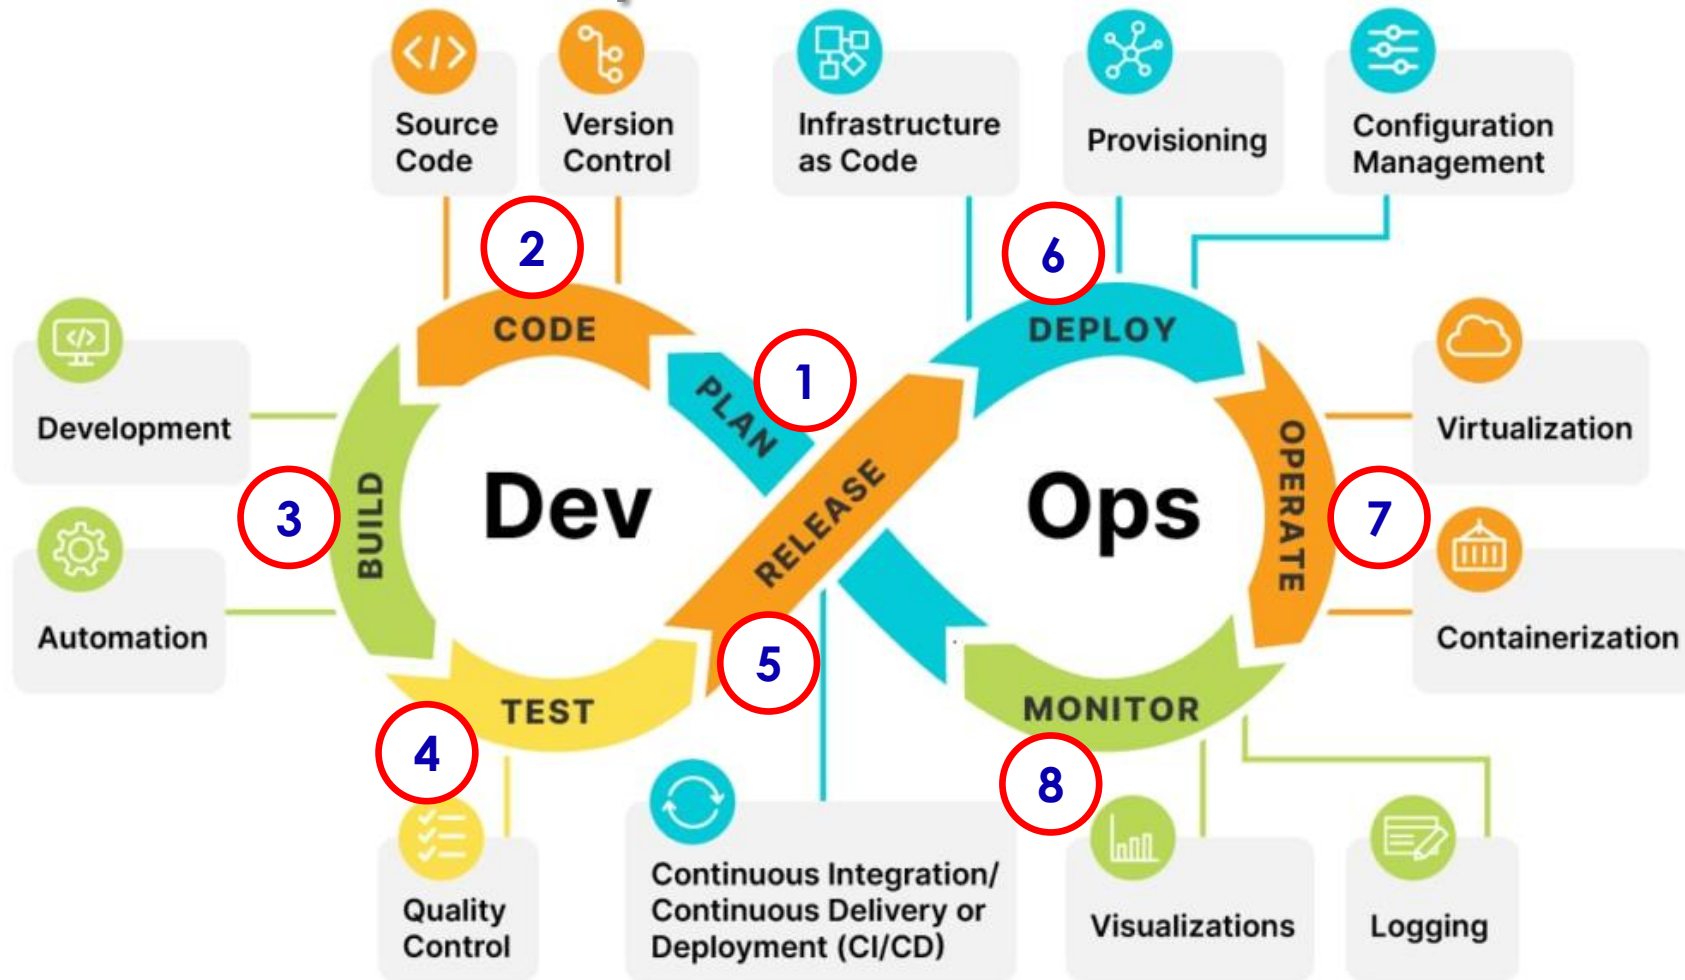 </>
Source
Code
Version
Control
Infrastructure
as Code
Provisioning
Configuration
Management
2
6
CODE
DEPLOY
1
PLAN
</>
Development
Virtualization
Dev
Ops
RELEASE
OPERATE
BUILD
3
7
Automation
Containerization
5
TEST
MONITOR
4
8
Quality
Control
Continuous Integration/
Continuous Delivery or
Deployment (CI/CD)
Visualizations
Logging